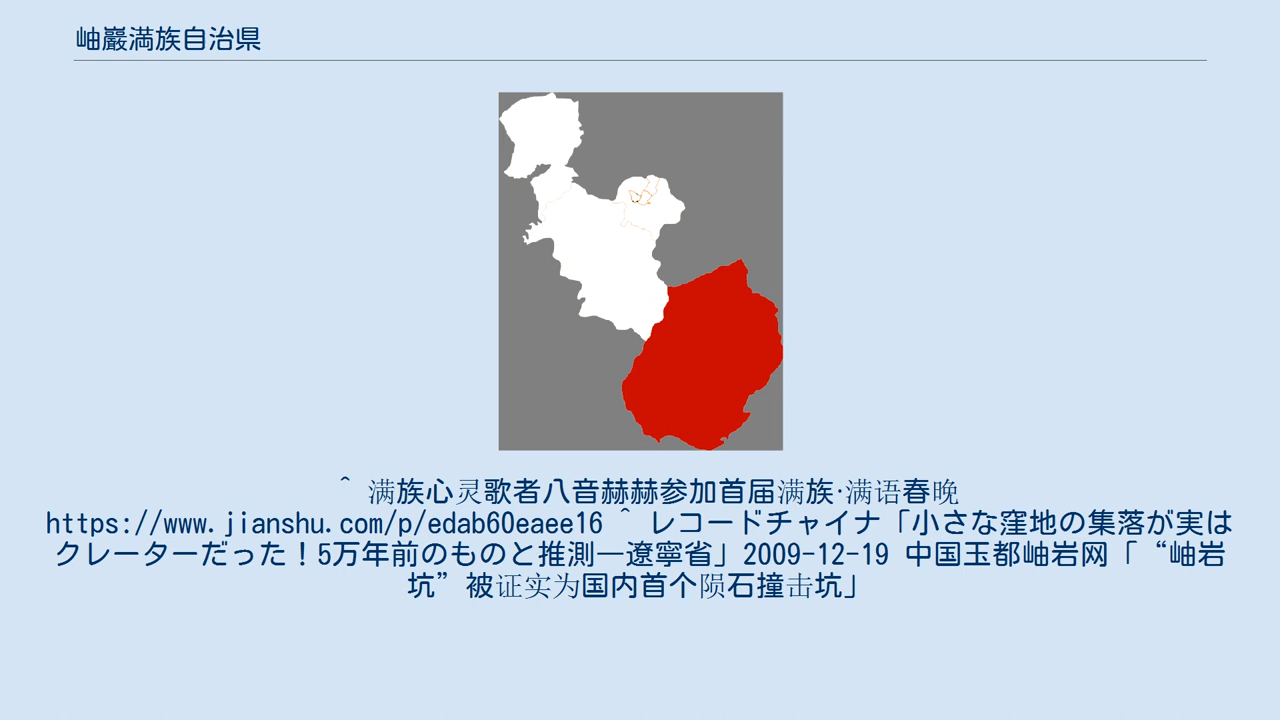 岫巖満族自治県
^ 满族心灵歌者八音赫赫参加首届满族·满语春晚
https://www.jianshu.com/p/edab60eaee16 ^ レコードチャイナ「小さな窪地の集落が実は
クレーターだった！5万年前のものと推測―遼寧省」2009-12-19 中国玉都岫岩网「“岫岩
坑”被证实为国内首个陨石撞击坑」